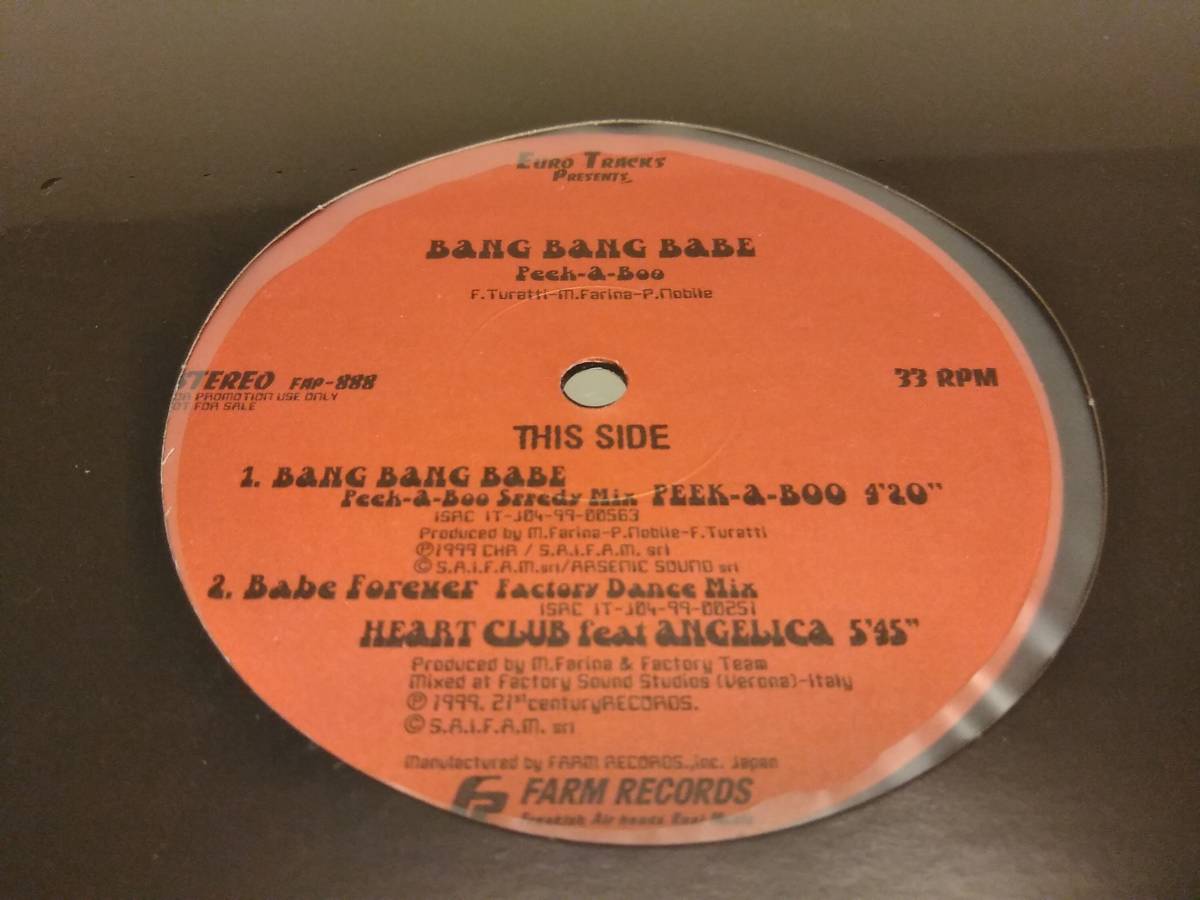 Euro Tracks
Presents
BANG BANG BABE
Peek-a-Boo
F.Turatti-M.Farina-P.Nobile
STEREO FAP-888
33 RPM
PROMOTION USE ONLY
NOT FOR SALE
THIS SIDE
1. BANG BANG BABE
Peek-a-Boo Srredy Mix PEEK-a-BOO 4'20"
ISRC IT-J04-99-00563
Produced by M.Farina-P.Nobile-F.Turatti
℗1999 CHR / S.A.I.F.A.M. srl
© S.A.I.F.A.M.srl/ARSENIC SOUND srl
2. Babe Forever Factory Dance Mix
ISRC IT-J04-99-00251
HEART CLUB feat ANGELICA 5'45"
Produced by M.Farina & Factory Team
Mixed at Factory Sound Studios (Verona)-Italy
℗ 1999. 21st century RECORDS.
© S.A.I.F.A.M. srl
Manufactured by FARM RECORDS.,inc. Japan
FARM RECORDS